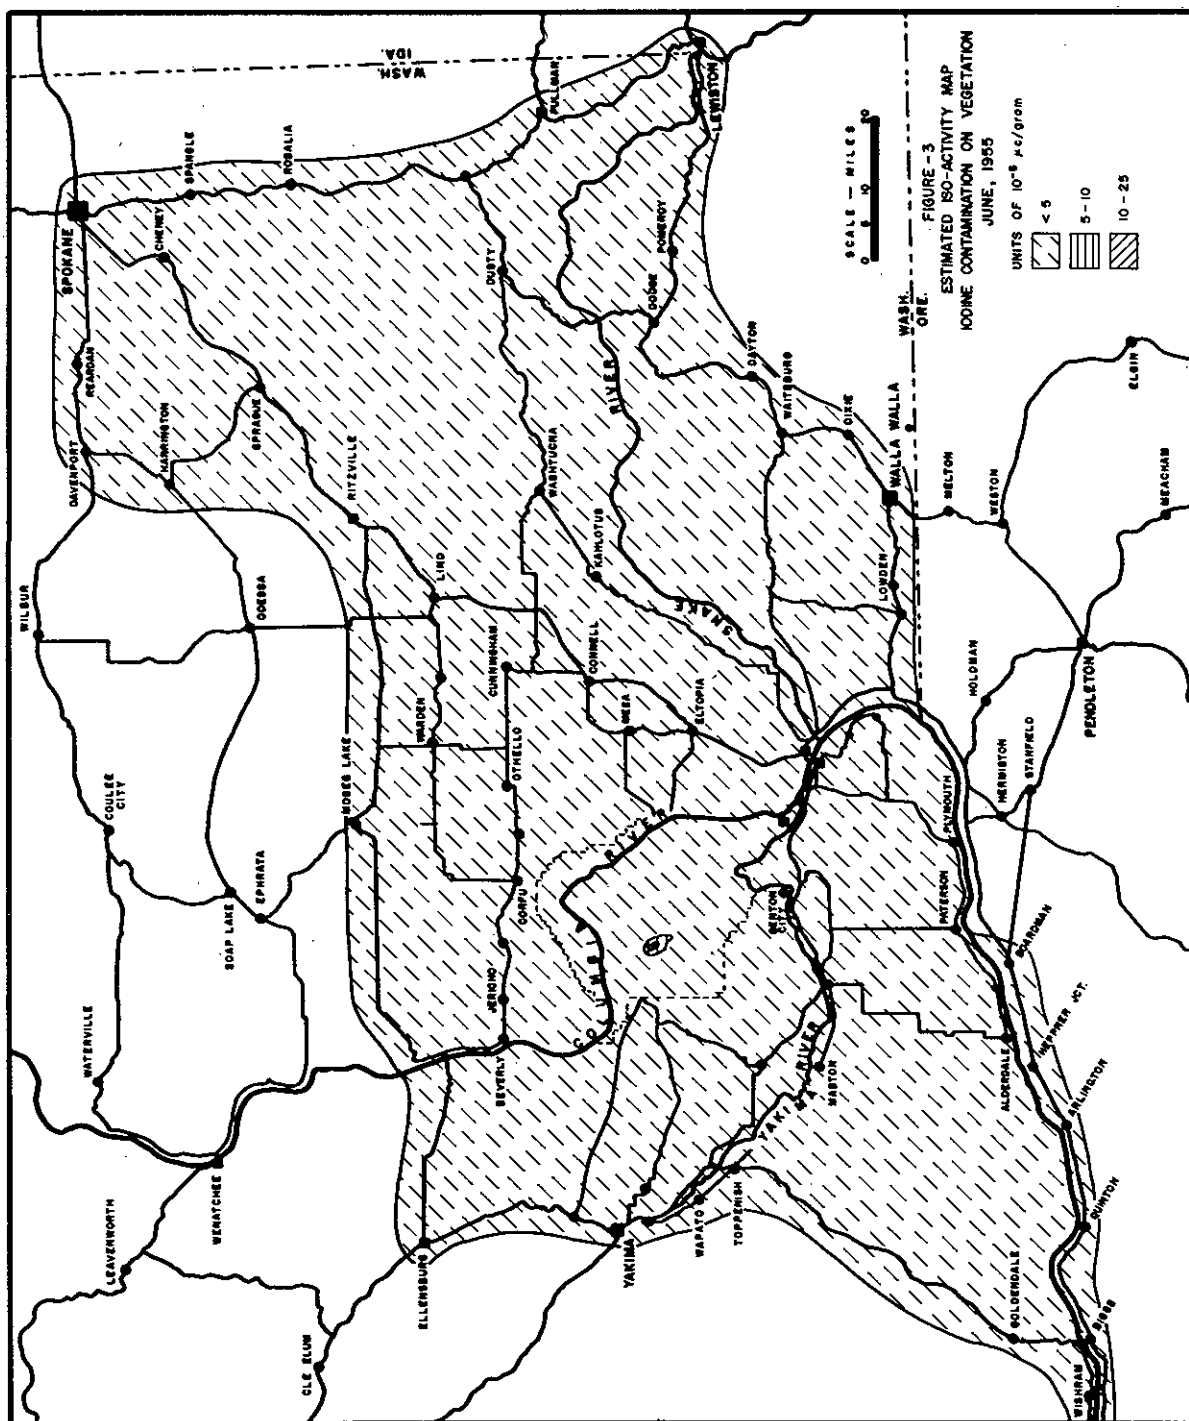 WASH.
IDA.
SPOKANE
SPANGLE
ROSALIA
PULLMAN
LEWISTON
CHENEY
REARDAN
DAVENPORT
HARRINGTON
SPRAGUE
RITZVILLE
DUSTY
POMEROY
DODGE
DAYTON
WAITSBURG
DIXIE
WALLA WALLA
WASHTUCNA
KAHLOTUS
SNAKE
RIVER
LOWDEN
WILBUR
ODESSA
LIND
CUNNINGHAM
CONNELL
MESA
ELTOPIA
WARDEN
OTHELLO
MOSES LAKE
COULEE
CITY
SOAP LAKE
EPHRATA
CORFU
JERICHO
BEVERLY
COLUMBIA
RIVER
BENTON
CITY
WATERVILLE
WENATCHEE
LEAVENWORTH
CLE ELUM
ELLENSBURG
YAKIMA
WAPATO
TOPPENISH
YAKIMA
RIVER
MABTON
GOLDENDALE
WISHRAM
BIGGS
QUINTON
ARLINGTON
HEPPNER JCT.
ALDERDALE
BOARDMAN
PATERSON
PLYMOUTH
HERMISTON
STANFIELD
HOLDMAN
PENDLETON
MELTON
WESTON
MEACHAM
ELGIN
WASH.
ORE.
SCALE — MILES
0 5 10 20
FIGURE - 3
ESTIMATED ISO-ACTIVITY MAP
IODINE CONTAMINATION ON VEGETATION
JUNE, 1955
UNITS OF 10⁻⁶ μc/gram
< 5
5 - 10
10 - 25